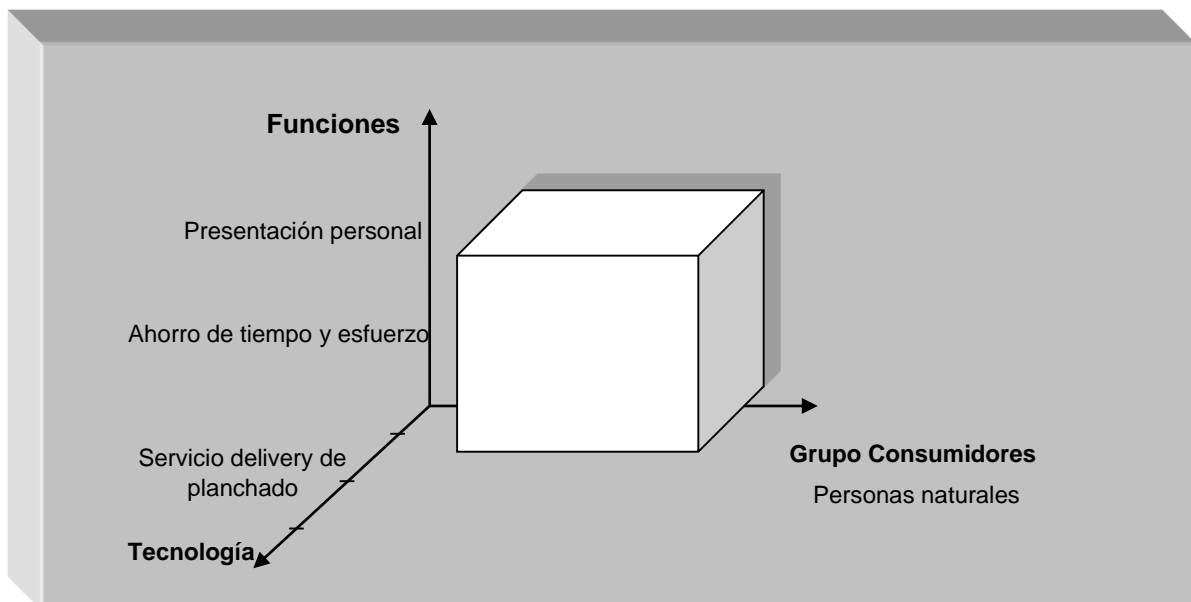 Funciones
Presentación personal
Ahorro de tiempo y esfuerzo
Servicio delivery de
planchado
Tecnología
Grupo Consumidores
Personas naturales